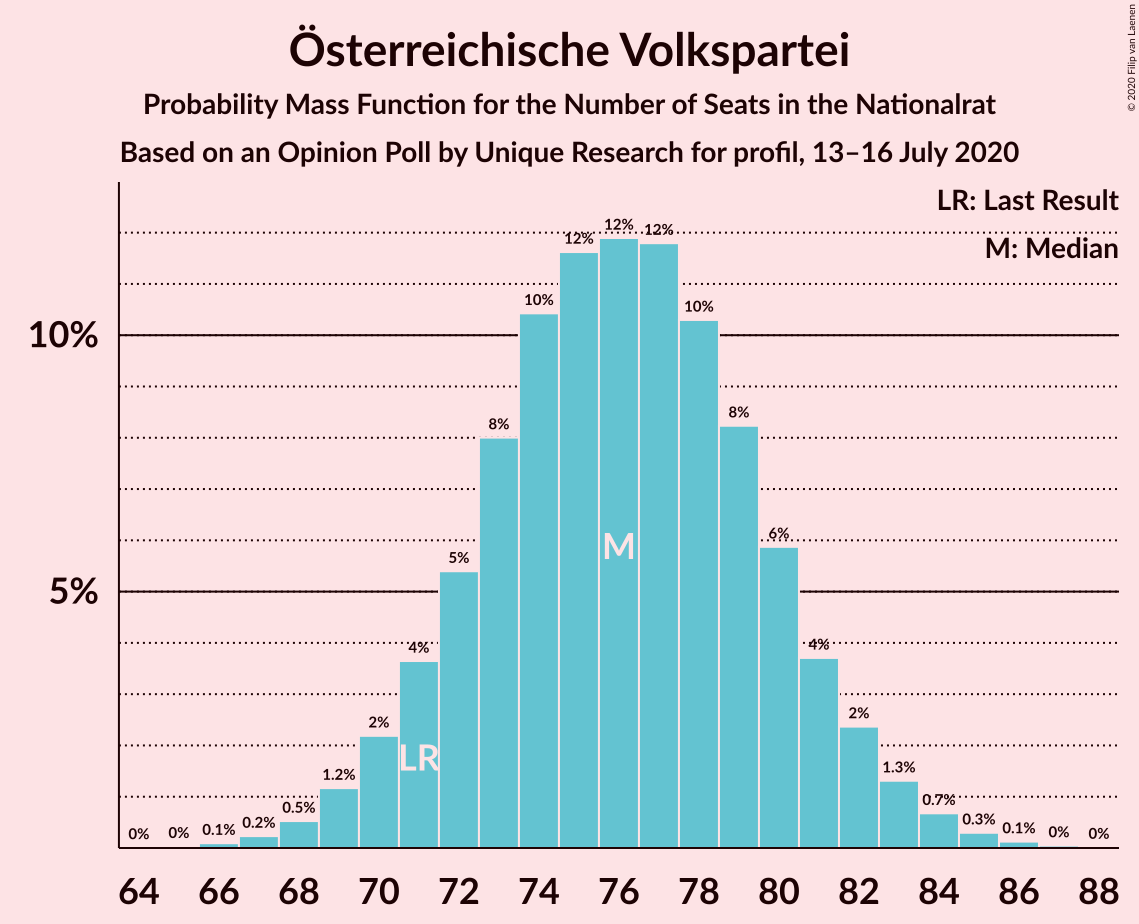 Österreichische Volkspartei
Probability Mass Function for the Number of Seats in the Nationalrat
Based on an Opinion Poll by Unique Research for profil, 13–16 July 2020
© 2020 Filip van Laenen
LR: Last Result
M: Median
10%
5%
0% 0% 0.1% 0.2% 0.5% 1.2% 2% 4% 5% 8% 10% 12% 12% 12% 10% 8% 6% 4% 2% 1.3% 0.7% 0.3% 0.1% 0% 0%
M
LR
64 66 68 70 72 74 76 78 80 82 84 86 88